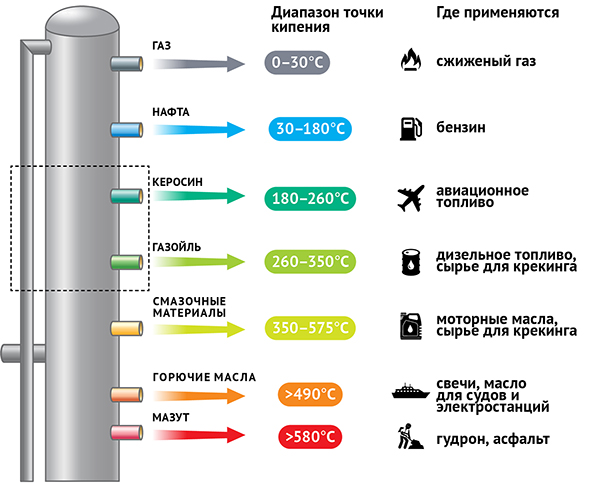 Диапазон точки
кипения
Где применяются
ГАЗ
0–30°C
сжиженый газ
НАФТА
30–180°C
бензин
КЕРОСИН
180–260°C
авиационное
топливо
ГАЗОЙЛЬ
260–350°C
дизельное топливо,
сырье для крекинга
СМАЗОЧНЫЕ
МАТЕРИАЛЫ
350–575°C
моторные масла,
сырье для крекинга
ГОРЮЧИЕ МАСЛА
>490°C
свечи, масло
для судов и
электростанций
МАЗУТ
>580°C
гудрон, асфальт